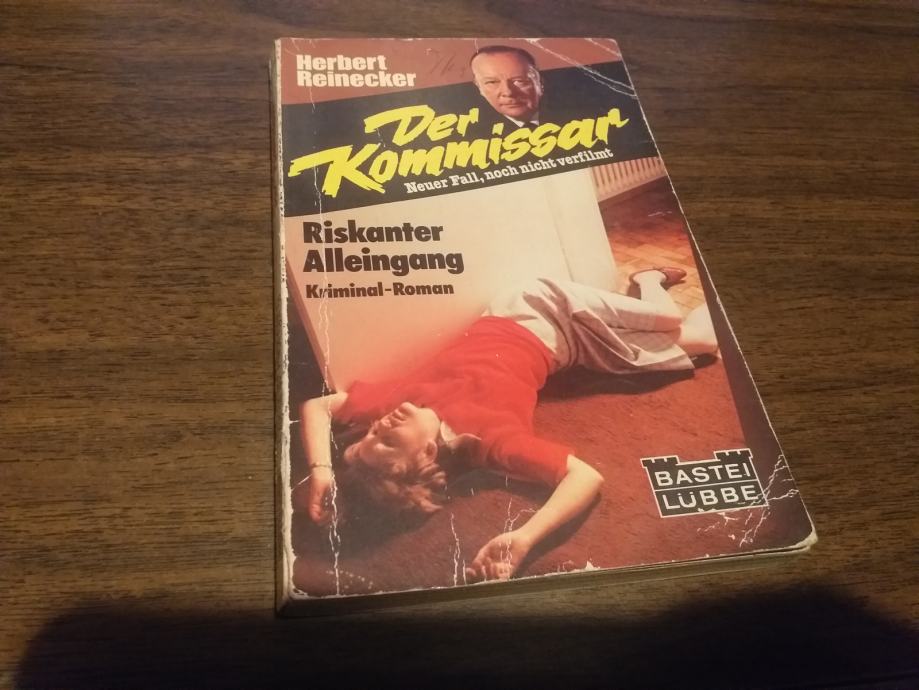 Herbert
Reinecker
Der
Kommissar
Neuer Fall, noch nicht verfilmt
Riskanter
Alleingang
Kriminal-Roman
BASTEI
LÜBBE